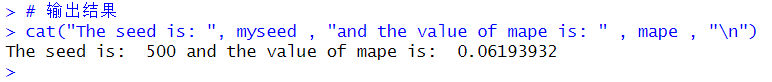 > # 输出结果
> cat("The seed is: ", myseed , "and the value of mape is: " , mape , "\n")
The seed is:  500 and the value of mape is:  0.06193932
>